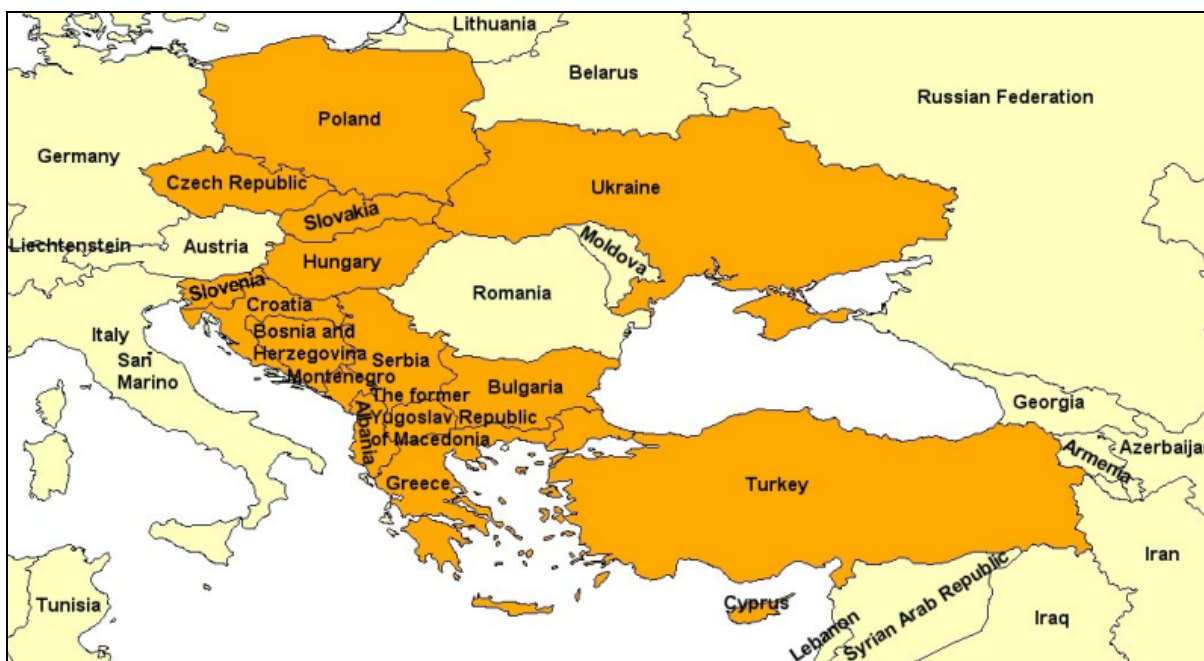 Lithuania
Belarus
Russian Federation
Poland
Germany
Czech Republic
Ukraine
Slovakia
Liechtenstein
Austria
Moldova
Hungary
Slovenia
Romania
Croatia
Italy
Bosnia and
Herzegovina
San
Marino
Serbia
Montenegro
Bulgaria
The former
Yugoslav Republic
of Macedonia
Albania
Georgia
Armenia
Azerbaijan
Greece
Turkey
Iran
Tunisia
Cyprus
Lebanon
Syrian Arab Republic
Iraq